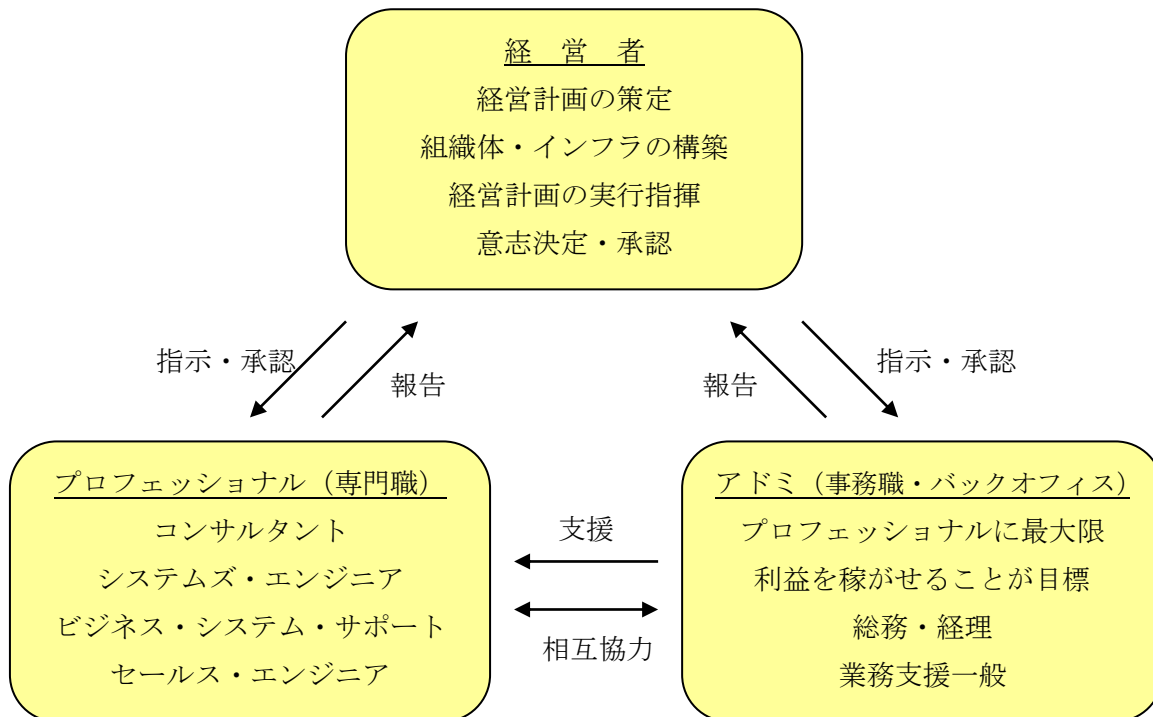 経　営　者
経営計画の策定
組織体・インフラの構築
経営計画の実行指揮
意志決定・承認
指示・承認
報告
報告
指示・承認
プロフェッショナル（専門職）
コンサルタント
システムズ・エンジニア
ビジネス・システム・サポート
セールス・エンジニア
支援
相互協力
アドミ（事務職・バックオフィス）
プロフェッショナルに最大限
利益を稼がせることが目標
総務・経理
業務支援一般